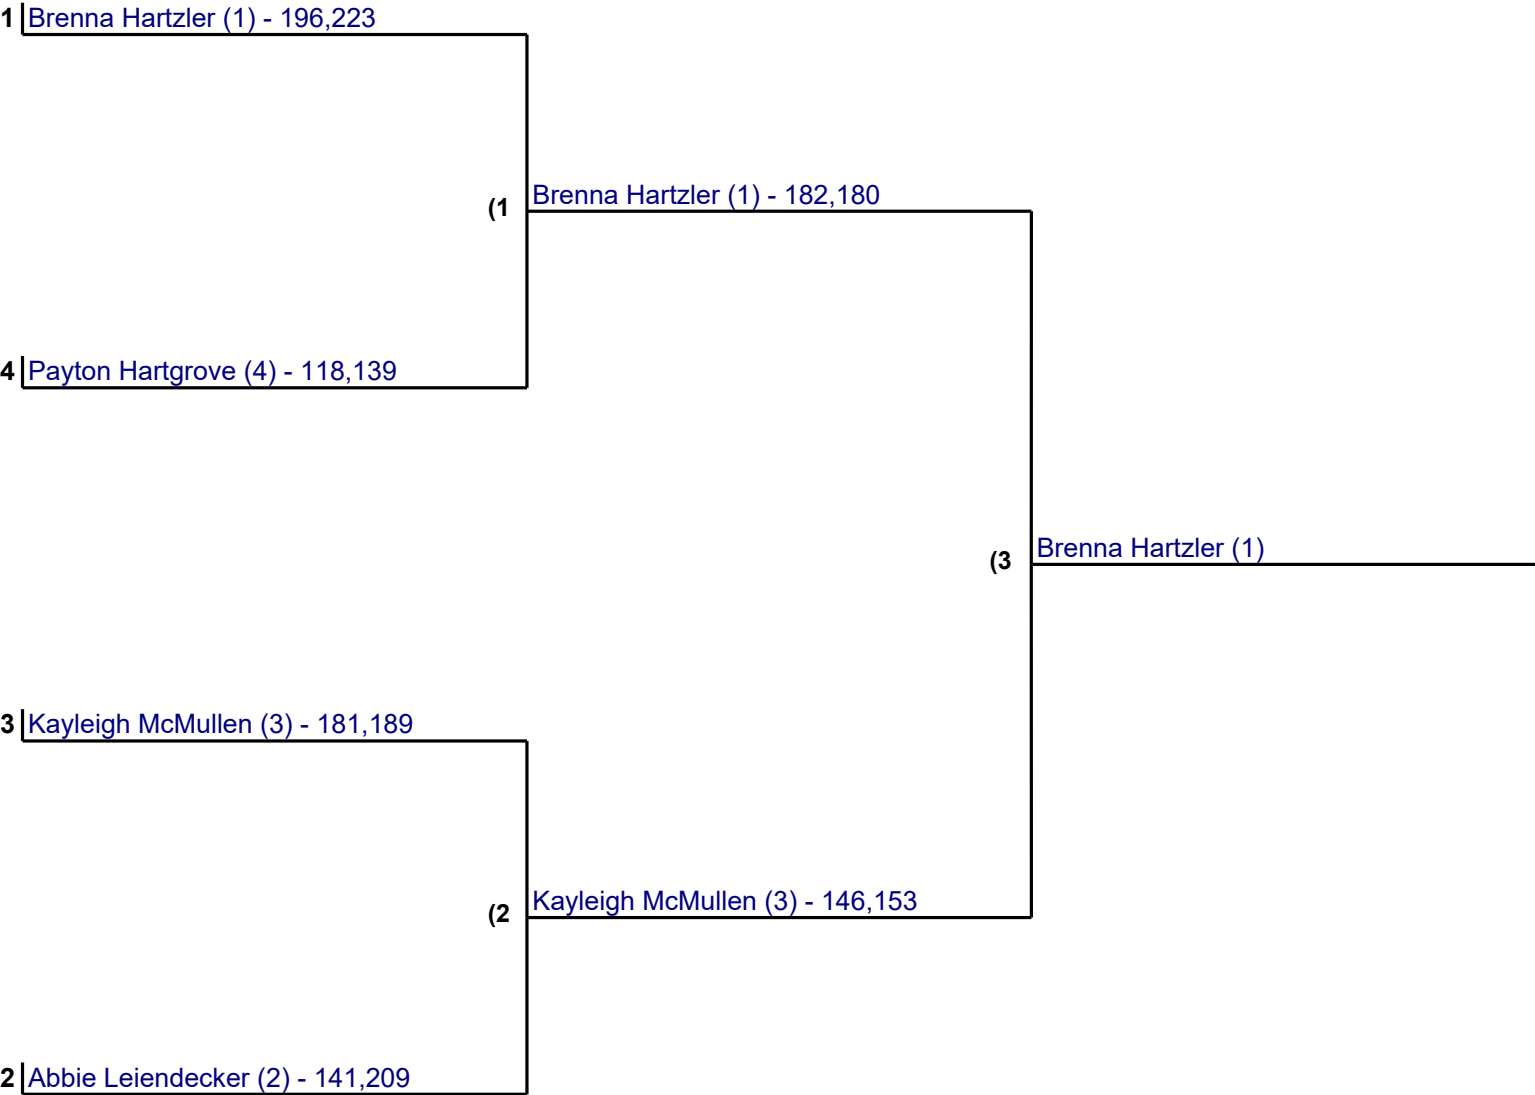 1 Brenna Hartzler (1) - 196,223
(1 Brenna Hartzler (1) - 182,180
4 Payton Hartgrove (4) - 118,139
(3 Brenna Hartzler (1)
3 Kayleigh McMullen (3) - 181,189
(2 Kayleigh McMullen (3) - 146,153
2 Abbie Leiendecker (2) - 141,209